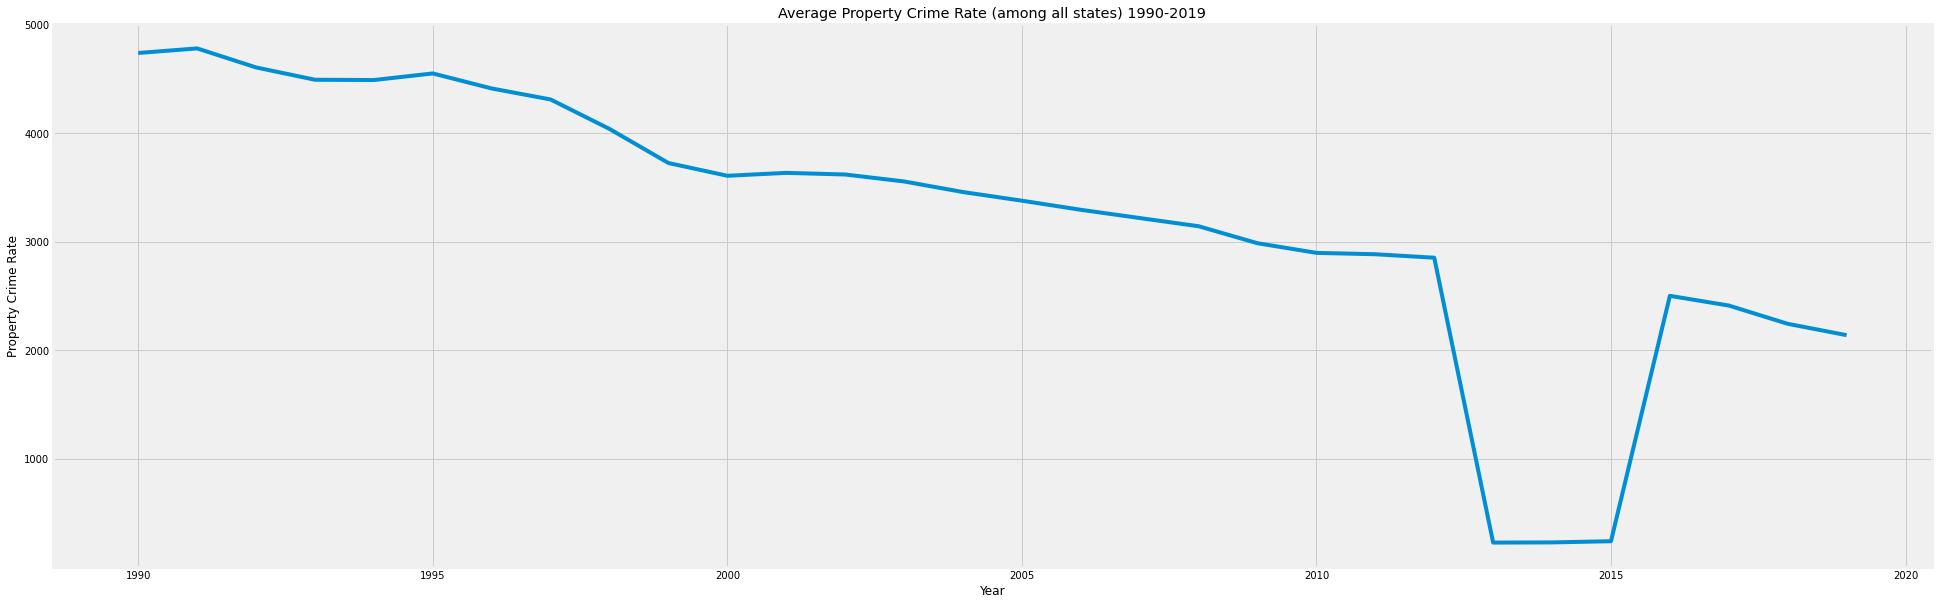 Average Property Crime Rate (among all states) 1990-2019
5000
4000
3000
2000
1000
Property Crime Rate
1990 1995 2000 2005 2010 2015 2020
Year